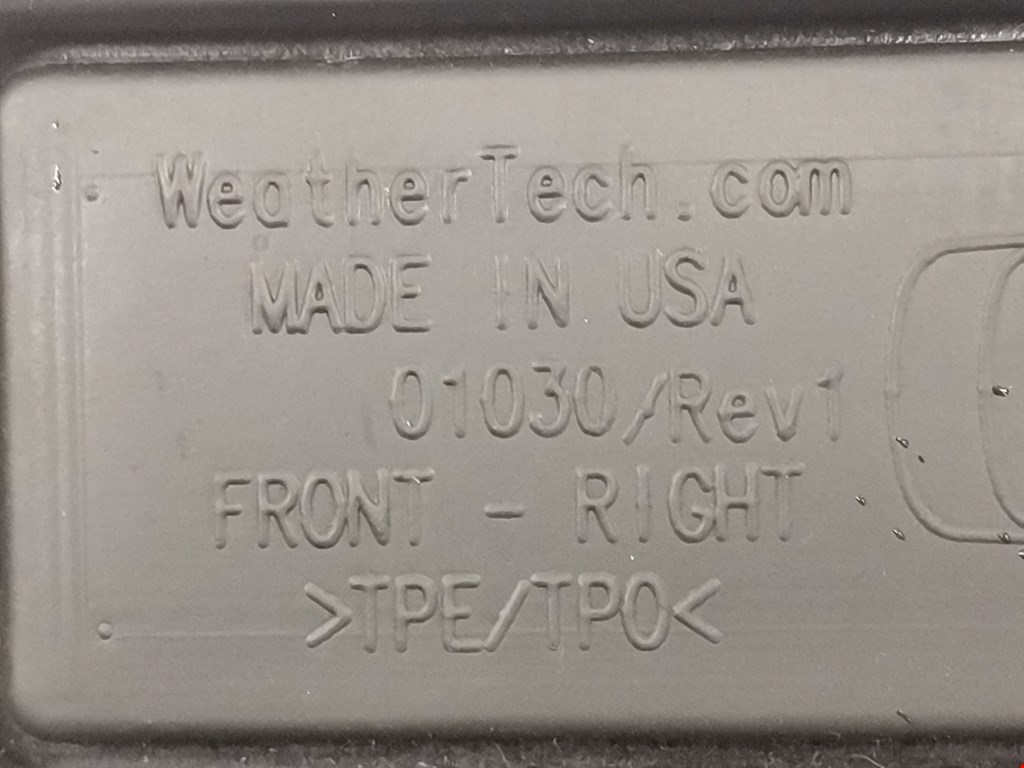 WeatherTech.com
MADE IN USA
01030/Rev1
FRONT - RIGHT
>TPE/TPO<